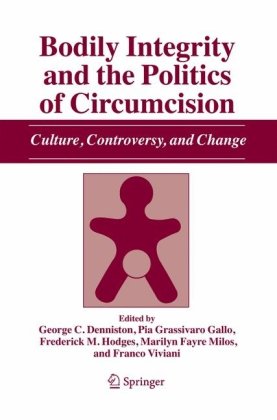 Bodily Integrity
and the Politics
of Circumcision
Culture, Controversy, and Change
Edited by
George C. Denniston, Pia Grassivaro Gallo,
Frederick M. Hodges, Marilyn Fayre Milos,
and Franco Viviani
Springer